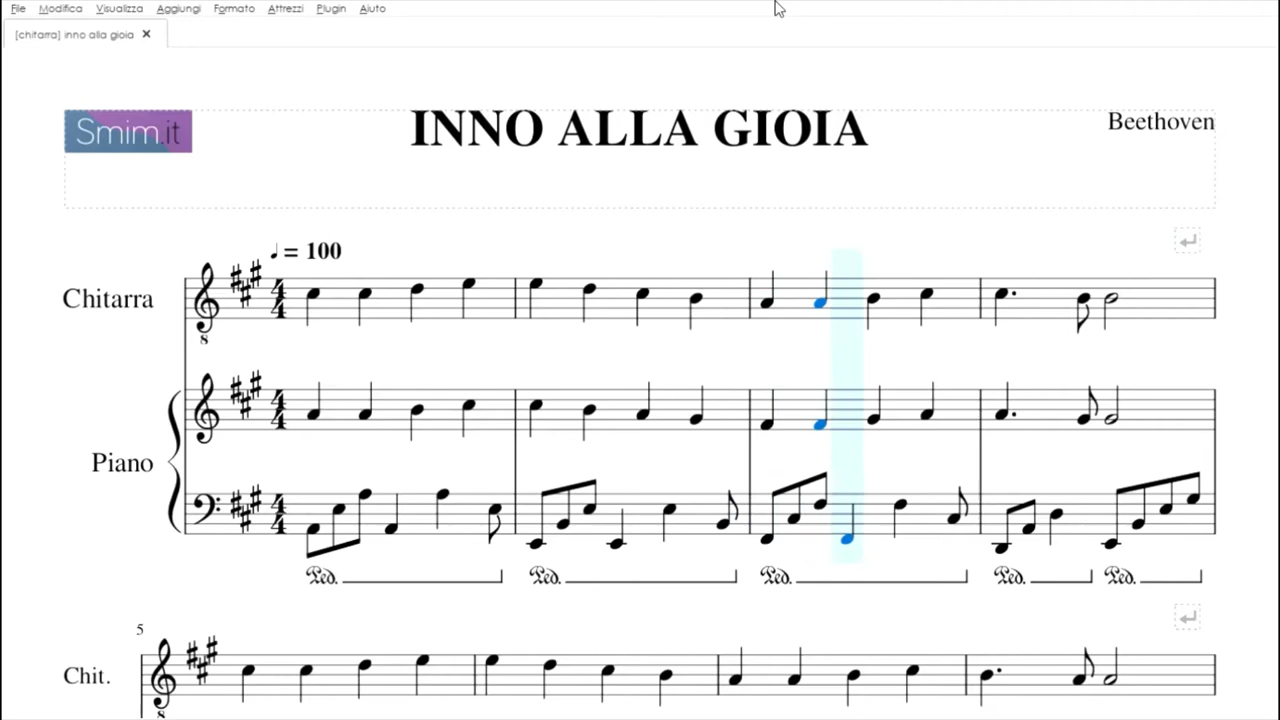 File Modifica Visualizza Aggiungi Formato Attrezzi Plugin Aiuto
[chitarra] inno alla gioia ×
Smim.it
INNO ALLA GIOIA
Beethoven
♩ = 100
Chitarra
8
Piano
Ped. Ped. Ped. Ped. Ped.
5
Chit.
8